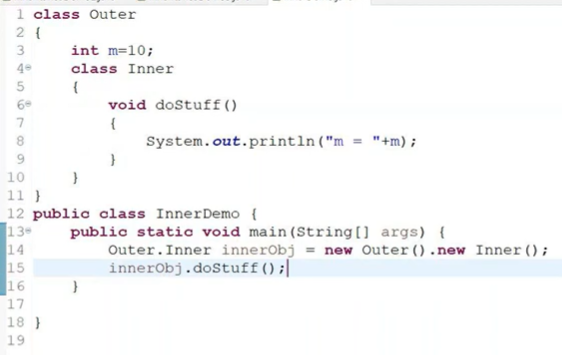 1 class Outer
2 {
3     int m=10;
4     class Inner
5     {
6         void doStuff()
7         {
8             System.out.println("m = "+m);
9         }
10     }
11 }
12 public class InnerDemo {
13     public static void main(String[] args) {
14         Outer.Inner innerObj = new Outer().new Inner();
15         innerObj.doStuff();
16     }
17
18 }
19